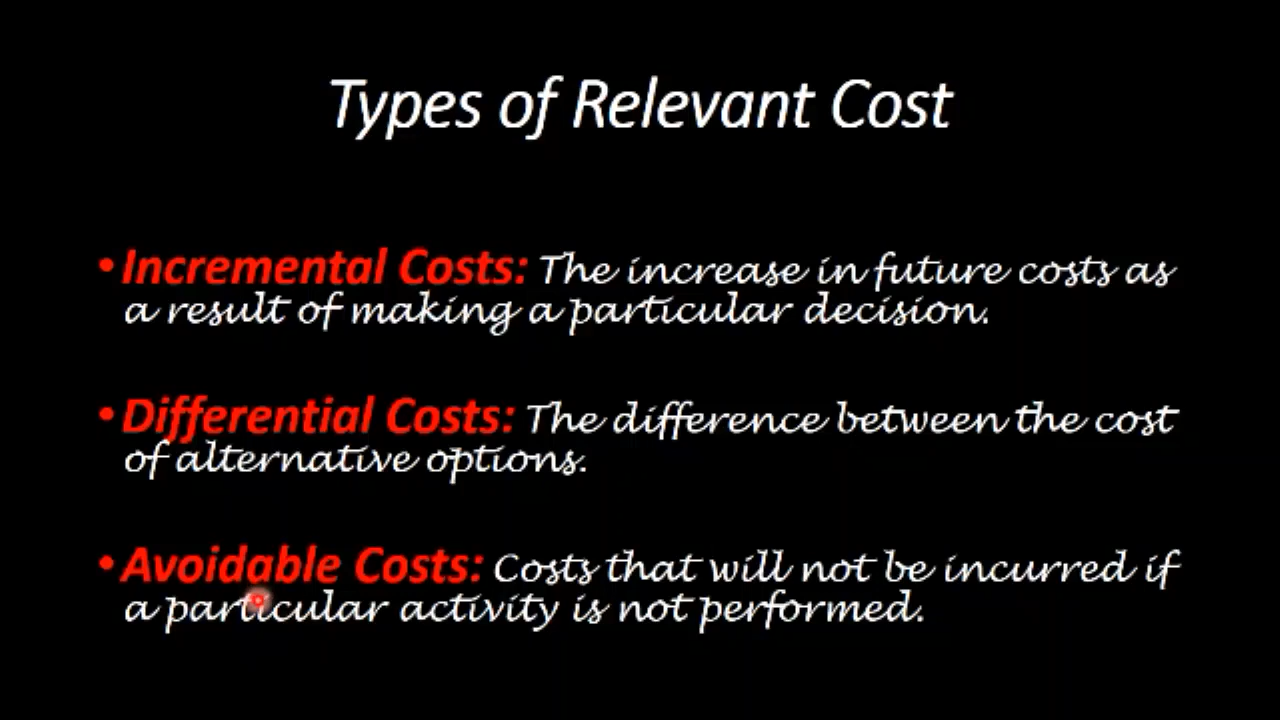 Types of Relevant Cost
•Incremental Costs: The increase in future costs as
a result of making a particular decision.
•Differential Costs: The difference between the cost
of alternative options.
•Avoidable Costs: Costs that will not be incurred if
a particular activity is not performed.